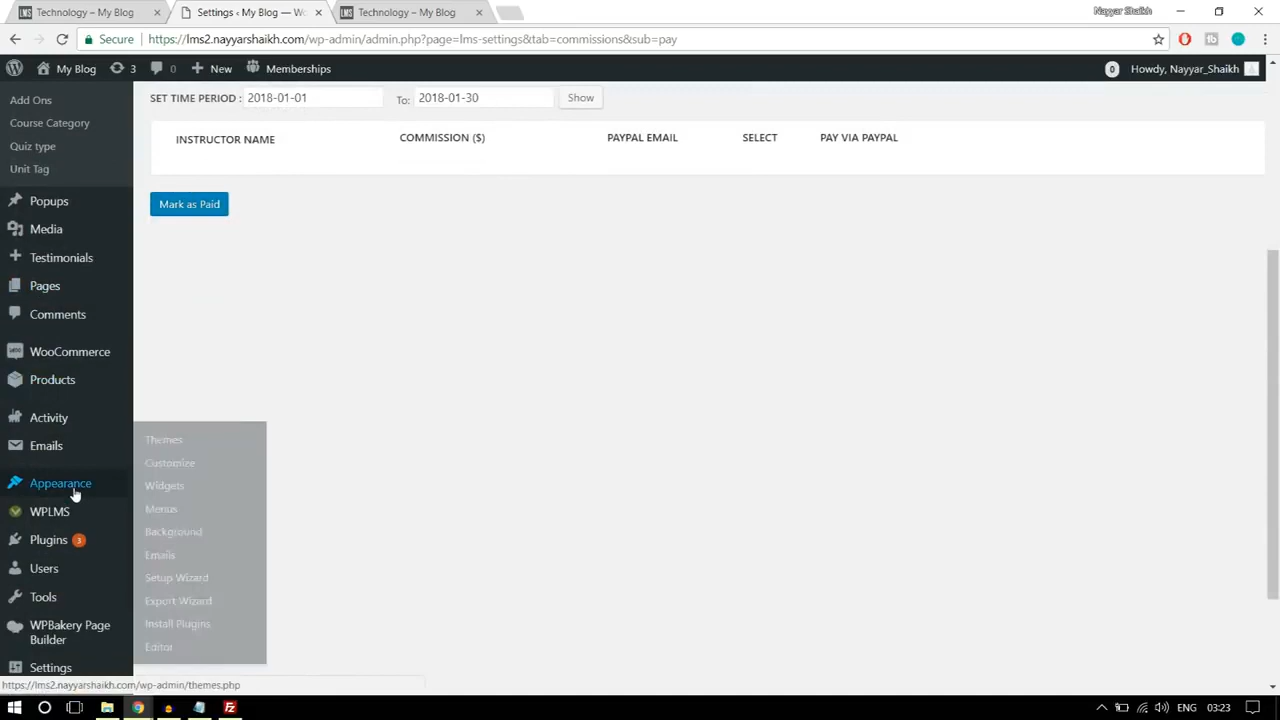 Technology – My Blog
Settings ‹ My Blog — Wo
Technology – My Blog
Nayyar Shaikh
Secure
https://lms2.nayyarshaikh.com/wp-admin/admin.php?page=lms-settings&tab=commissions&sub=pay
My Blog
3
0
New
Memberships
0
Howdy, Nayyar_Shaikh
Add Ons
Course Category
Quiz type
Unit Tag
Popups
Media
Testimonials
Pages
Comments
WooCommerce
Products
Activity
Emails
Appearance
WPLMS
Plugins 3
Users
Tools
WPBakery Page
Builder
Settings
SET TIME PERIOD : 2018-01-01 To: 2018-01-30 Show
INSTRUCTOR NAME COMMISSION ($) PAYPAL EMAIL SELECT PAY VIA PAYPAL
Mark as Paid
Themes
Customize
Widgets
Menus
Background
Emails
Setup Wizard
Export Wizard
Install Plugins
Editor
https://lms2.nayyarshaikh.com/wp-admin/themes.php
ENG 03:23